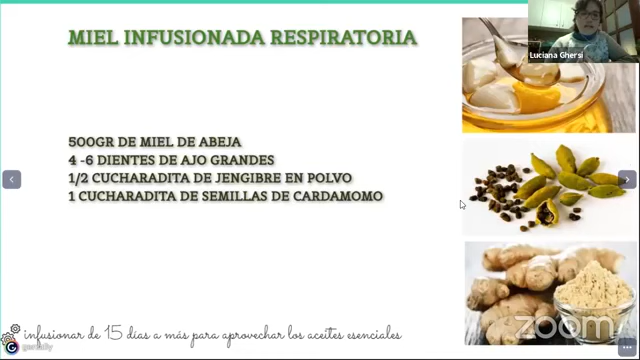 MIEL INFUSIONADA RESPIRATORIA
Luciana Ghersi
500GR DE MIEL DE ABEJA
4 -6 DIENTES DE AJO GRANDES
1/2 CUCHARADITA DE JENGIBRE EN POLVO
1 CUCHARADITA DE SEMILLAS DE CARDAMOMO
infusionar de 15 días a más para aprovechar los aceites esenciales
genially
zoom